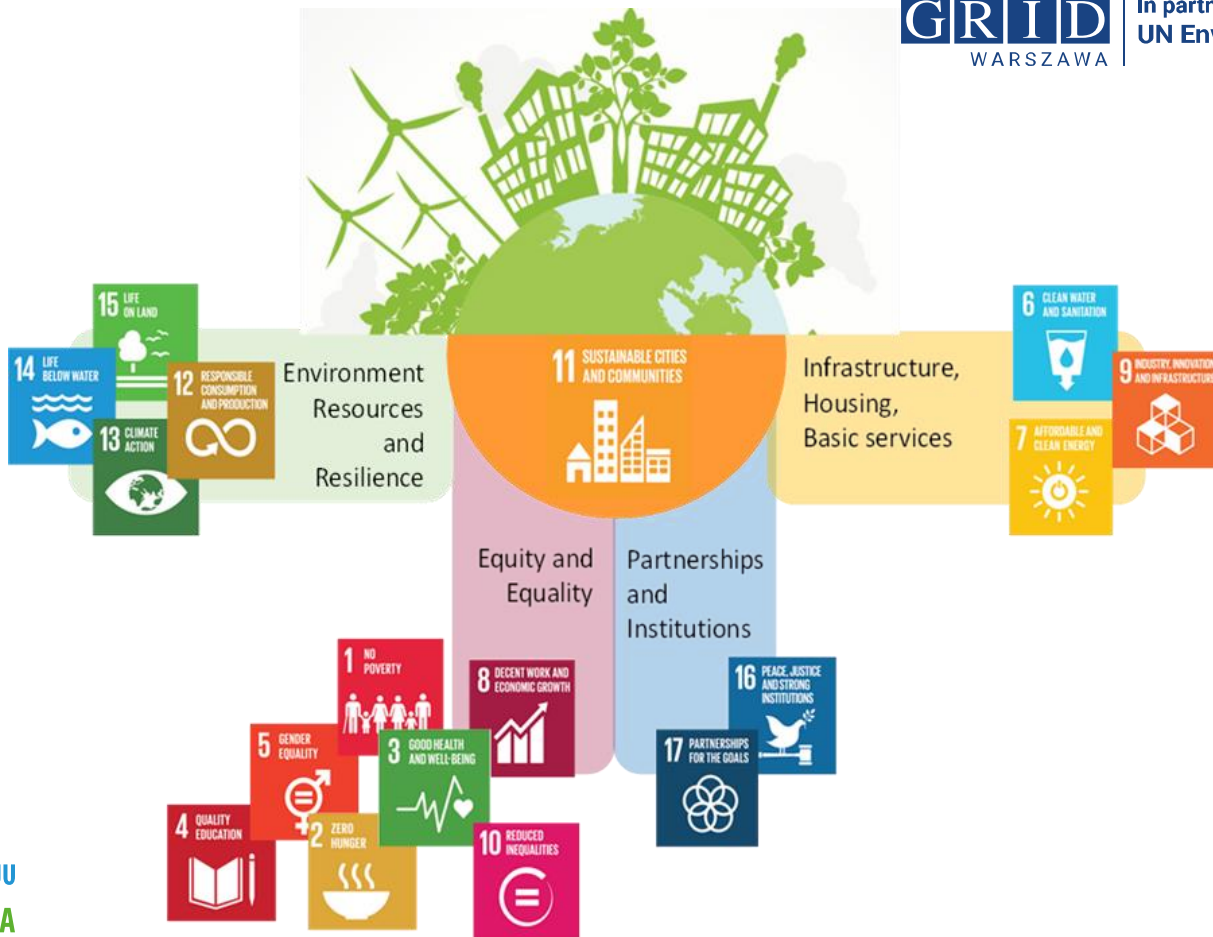 GRID
WARSZAWA
In partn
UN Env
15 LIFE
ON LAND
14 LIFE
BELOW WATER
12 RESPONSIBLE
CONSUMPTION
AND PRODUCTION
13 CLIMATE
ACTION
Environment
Resources
and
Resilience
11 SUSTAINABLE CITIES
AND COMMUNITIES
Infrastructure,
Housing,
Basic services
6 CLEAN WATER
AND SANITATION
9 INDUSTRY, INNOVATION
AND INFRASTRUCTURE
7 AFFORDABLE AND
CLEAN ENERGY
Equity and
Equality
Partnerships
and
Institutions
1 NO
POVERTY
8 DECENT WORK AND
ECONOMIC GROWTH
16 PEACE, JUSTICE
AND STRONG
INSTITUTIONS
5 GENDER
EQUALITY
3 GOOD HEALTH
AND WELL-BEING
17 PARTNERSHIPS
FOR THE GOALS
4 QUALITY
EDUCATION
2 ZERO
HUNGER
10 REDUCED
INEQUALITIES
JU
A